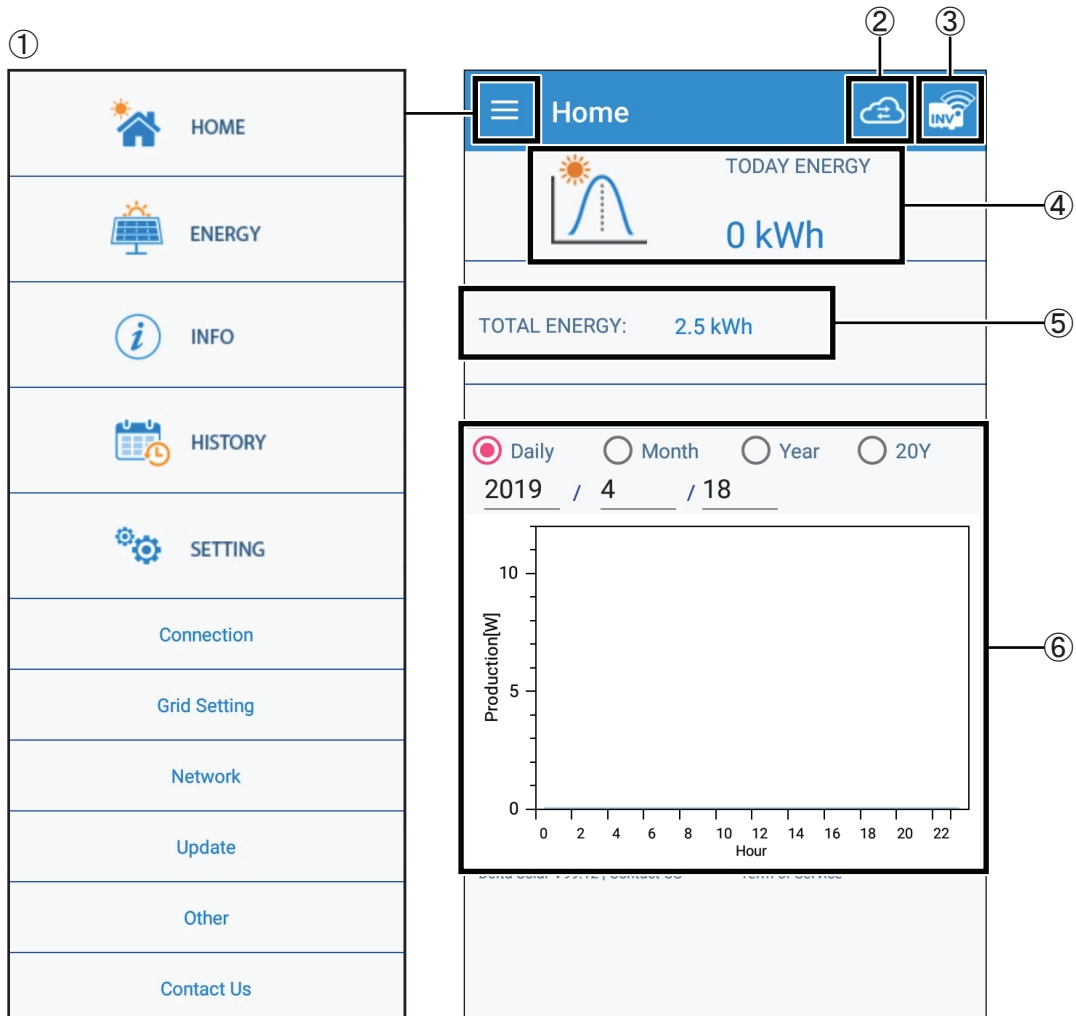 ①
HOME
ENERGY
INFO
HISTORY
SETTING
Connection
Grid Setting
Network
Update
Other
Contact Us
② ③
Home
INV
TODAY ENERGY
0 kWh
④
TOTAL ENERGY: 2.5 kWh
⑤
Daily Month Year 20Y
2019 / 4 / 18
Production[W]
10
5
0
0 2 4 6 8 10 12 14 16 18 20 22
Hour
⑥